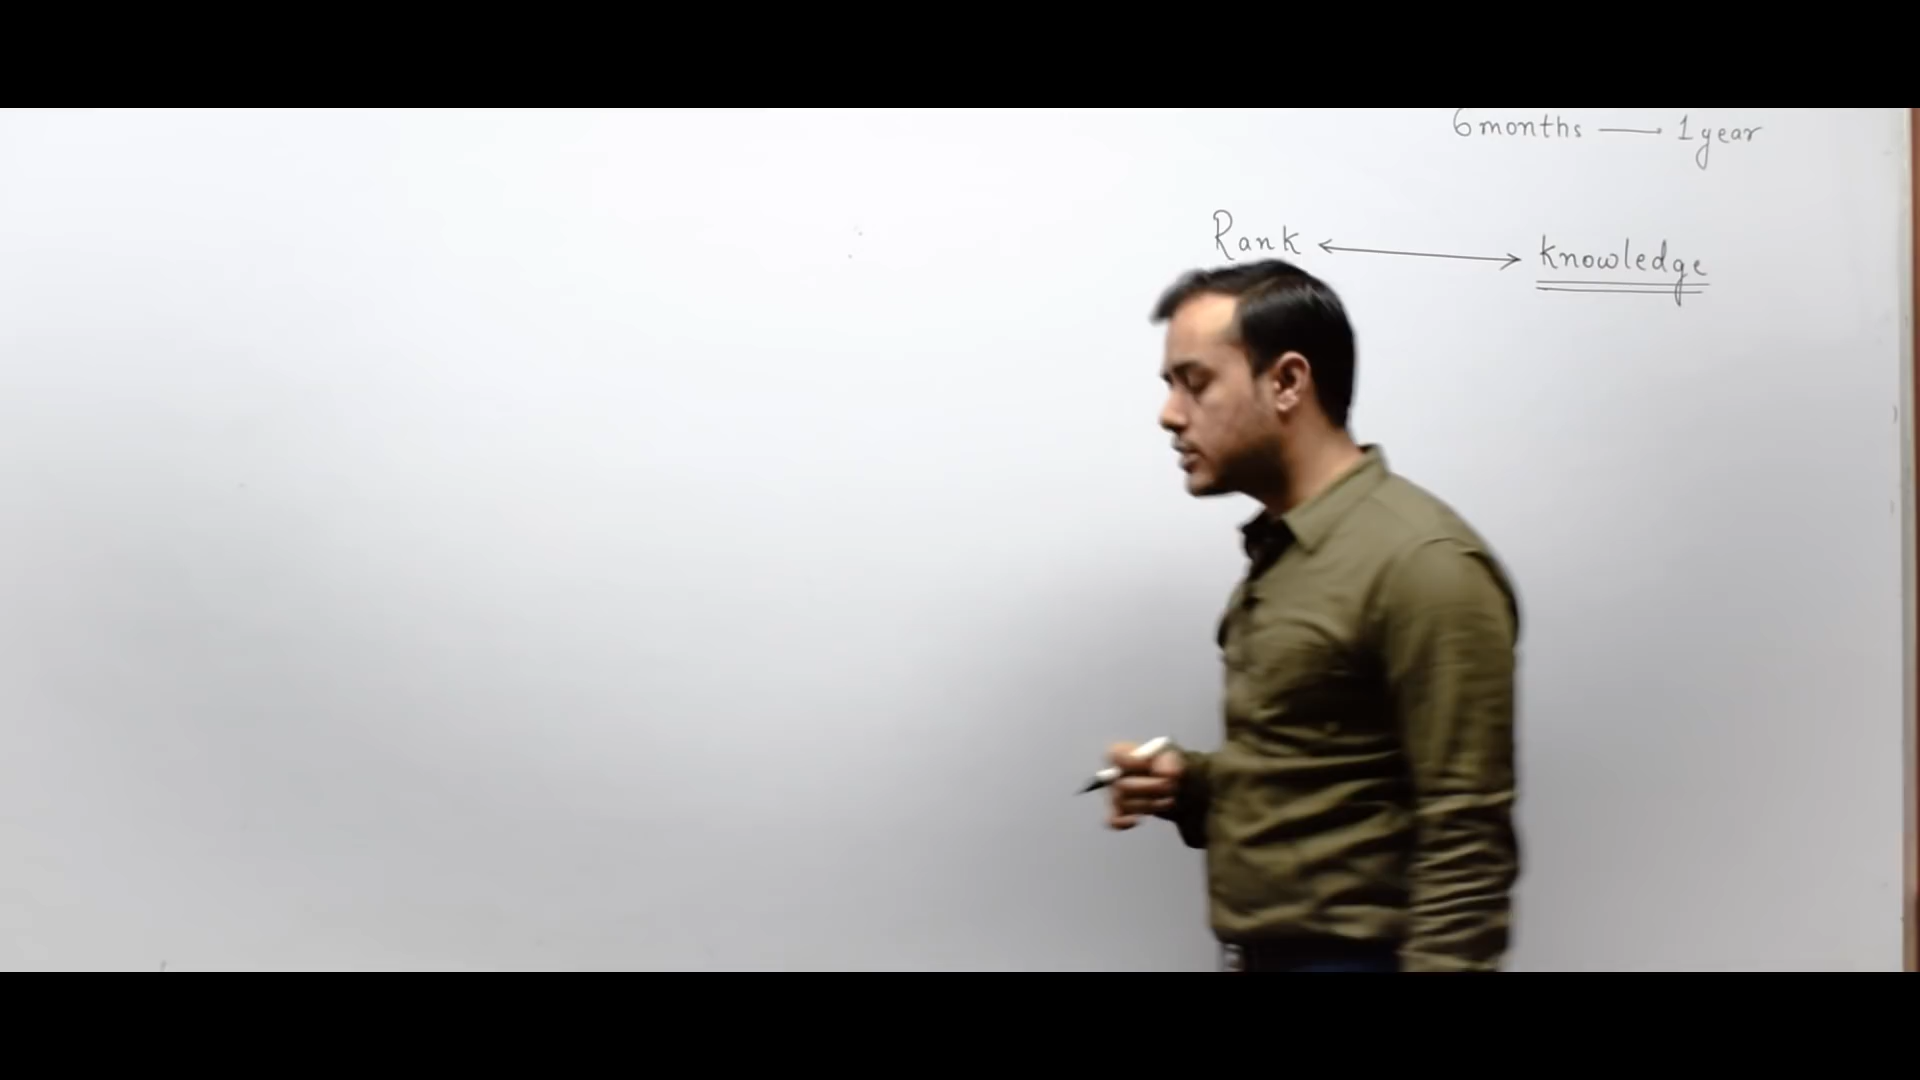 6 months — 1 year
Rank ⟷ knowledge